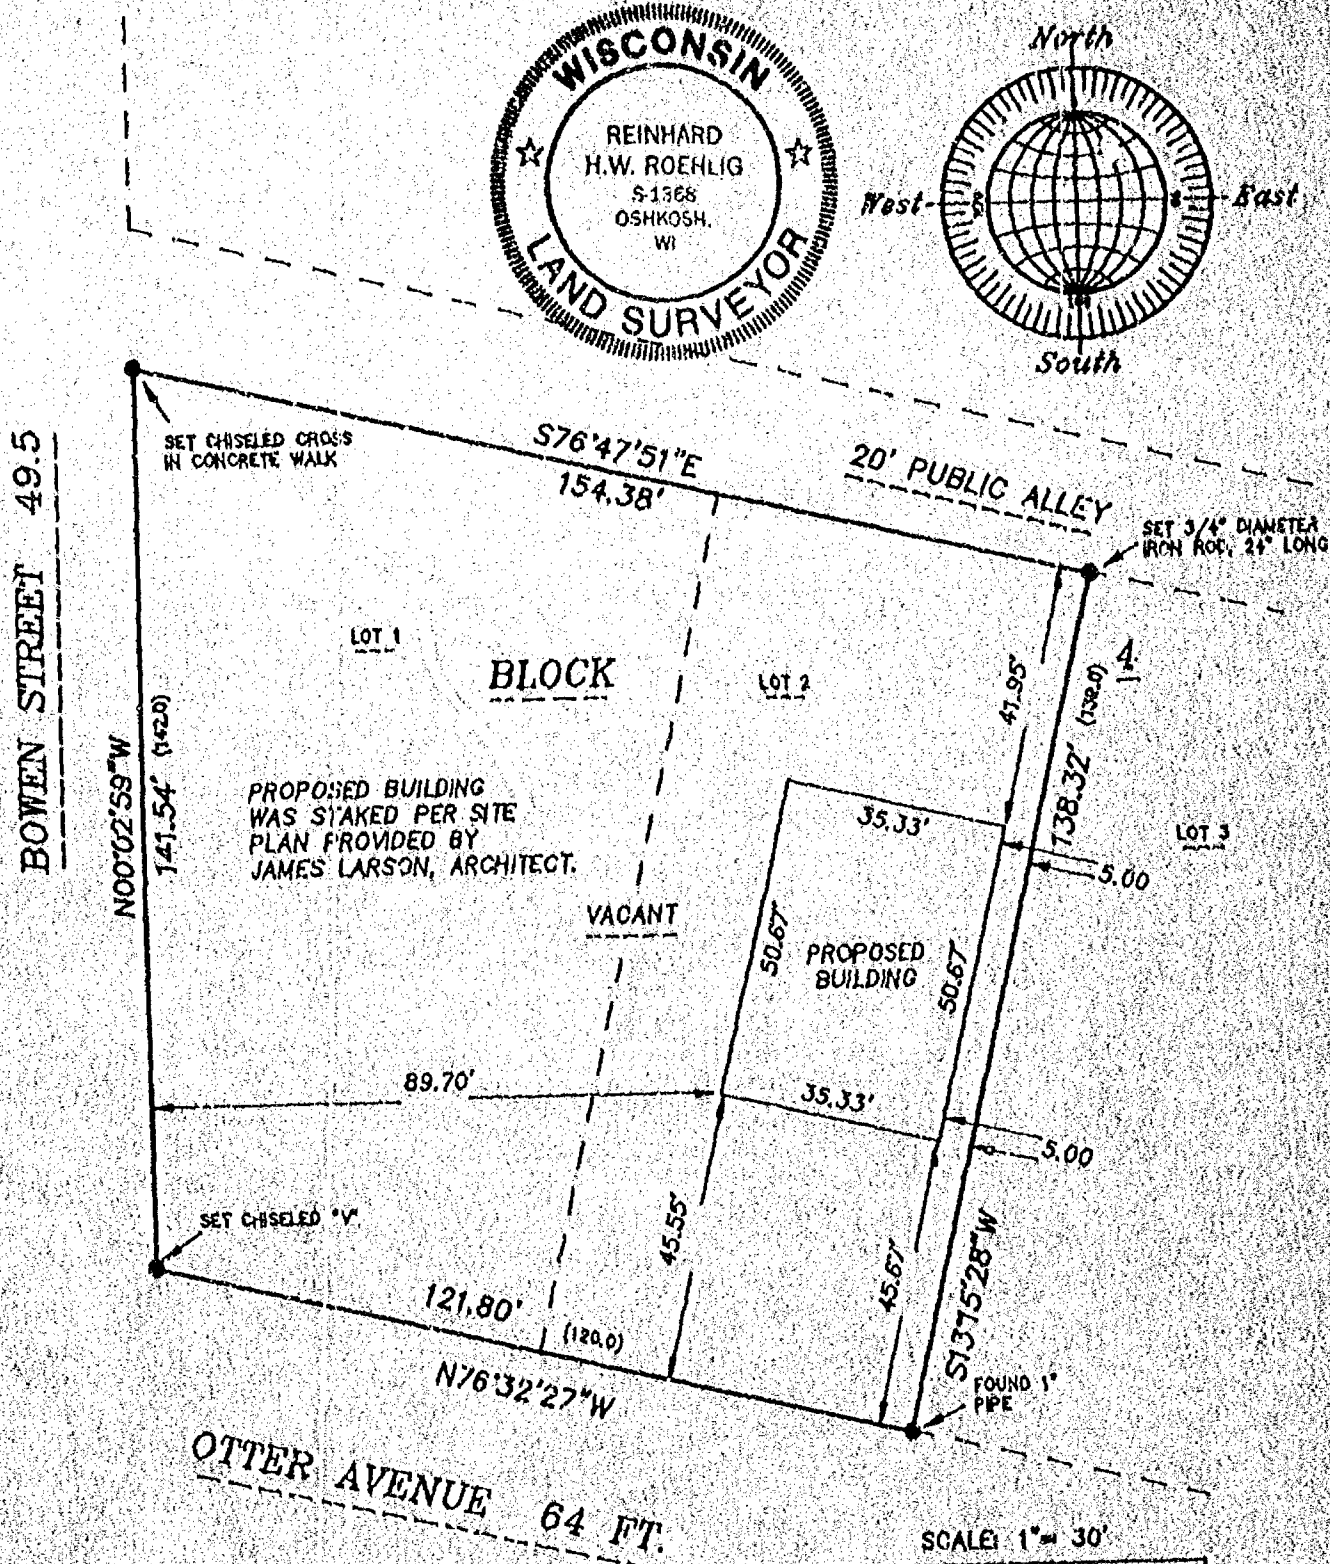 WISCONSIN
REINHARD
H.W. ROEHLIG
S-1368
OSHKOSH,
WI
LAND SURVEYOR
North
West
East
South
SET CHISELED CROSS
IN CONCRETE WALK
S76°47'51"E
154.38'
20' PUBLIC ALLEY
SET 3/4" DIAMETER
IRON ROD, 24" LONG
BOWEN STREET 49.5
LOT 1
BLOCK
LOT 2
4
41.95'
138.32' (138.0)
N00°02'59"W
141.54' (142.0)
PROPOSED BUILDING
WAS STAKED PER SITE
PLAN PROVIDED BY
JAMES LARSON, ARCHITECT.
35.33'
LOT 3
5.00
VACANT
50.67'
PROPOSED
BUILDING
50.67'
89.70'
35.33'
5.00
SET CHISELED "V"
45.55'
45.67'
S13°15'28"W
121.80'
(120.0)
N76°32'27"W
FOUND 1"
PIPE
OTTER AVENUE 64 FT.
SCALE: 1"= 30'